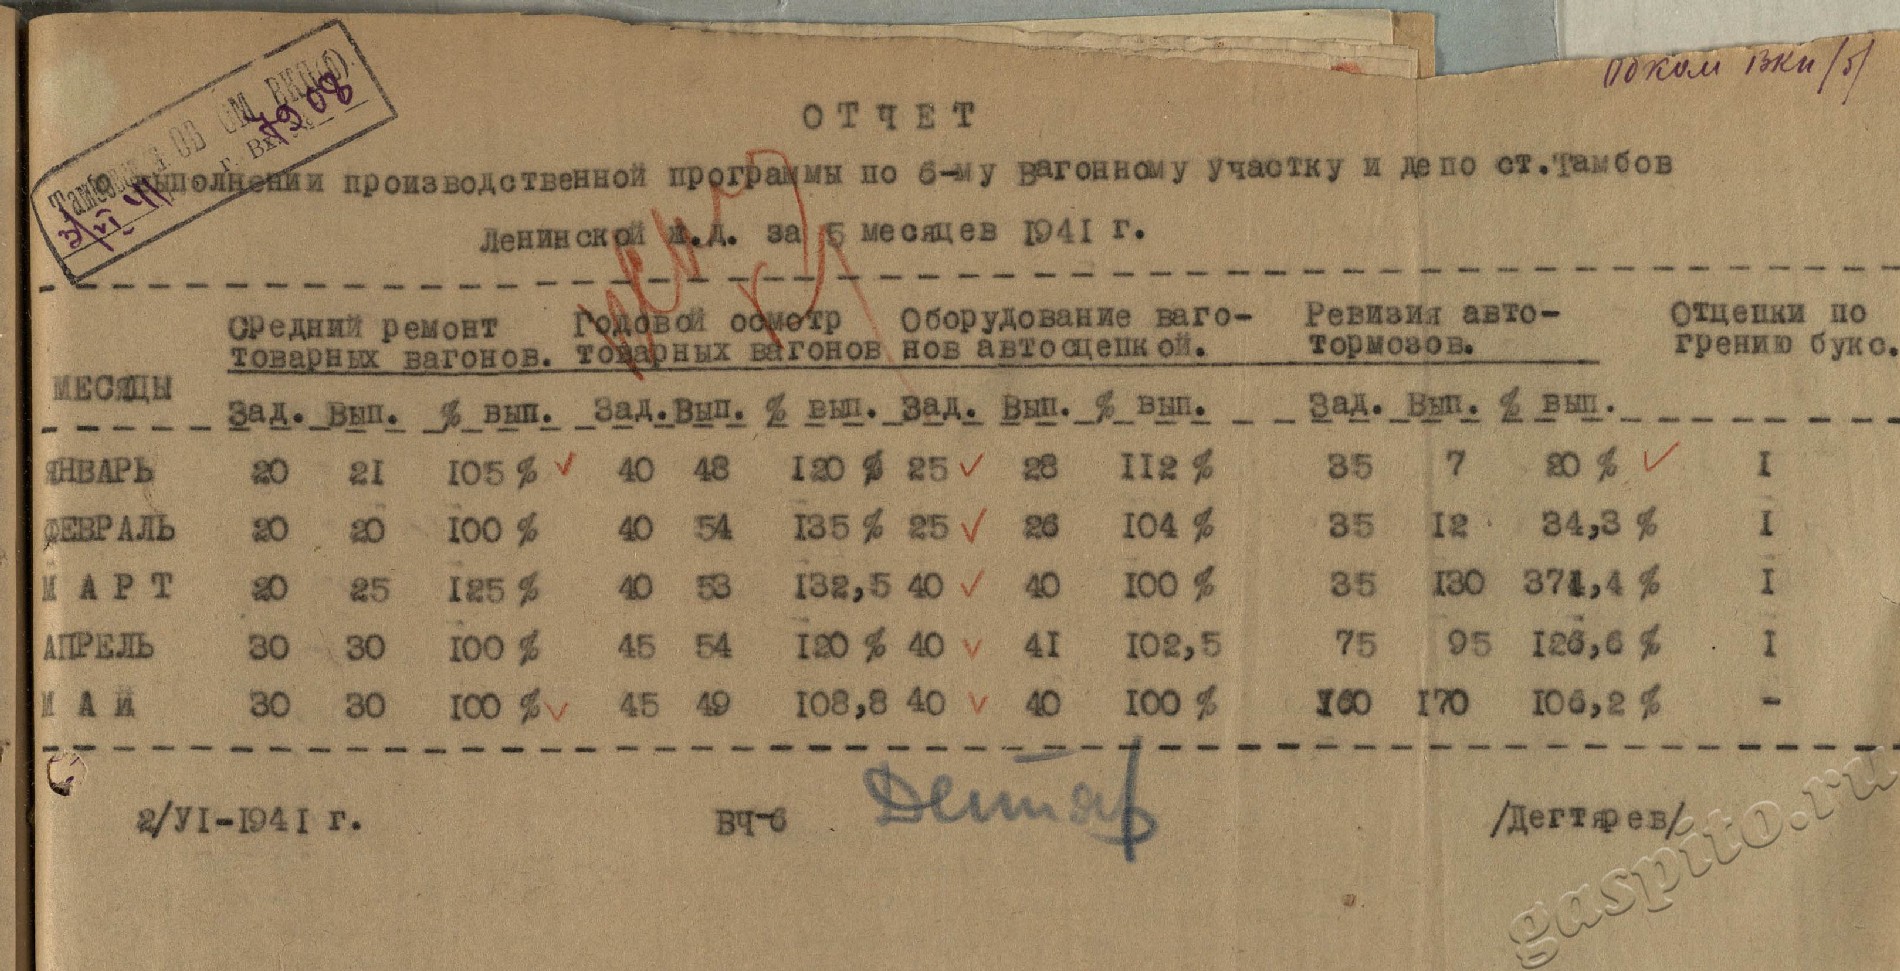 Обком ВКП/б/
О Т Ч Е Т
о выполнении производственной программы по 6-му вагонному участку и депо ст.Тамбов
Ленинской ж.д. за 5 месяцев 1941 г.
МЕСЯЦЫ Средний ремонт товарных вагонов. Годовой осмотр товарных вагонов Оборудование ваго- нов автосцепкой. Ревизия авто- тормозов. Отцепки по грению букс.
Зад. Вып. % вып. Зад. Вып. % вып. Зад. Вып. % вып. Зад. Вып. % вып.
ЯНВАРЬ 20 21 105 % 40 48 120 % 25 28 112 % 35 7 20 % I
ФЕВРАЛЬ 20 20 100 % 40 54 135 % 25 26 104 % 35 12 34,3 % I
М А Р Т 20 25 125 % 40 53 132,5 40 40 100 % 35 130 371,4 % I
АПРЕЛЬ 30 30 100 % 45 54 120 % 40 41 102,5 75 95 126,6 % I
М А Й 30 30 100 % 45 49 108,8 40 40 100 % 160 170 106,2 % -
2/УI-1941 г. ВЧ-6 /Дегтярев/
gaspito.ru